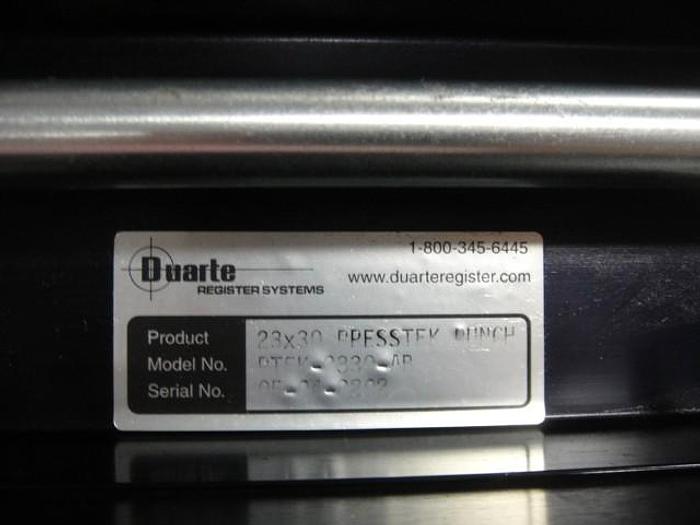 1-800-345-6445
Duarte
REGISTER SYSTEMS
www.duarteregister.com
Product 23x30 PRESSTEK PUNCH
Model No.
Serial No.